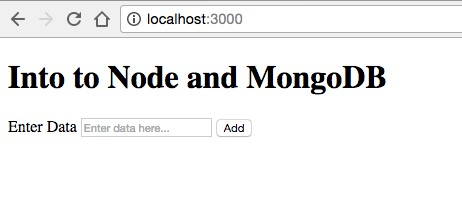 localhost:3000
Into to Node and MongoDB
Enter Data Enter data here... Add